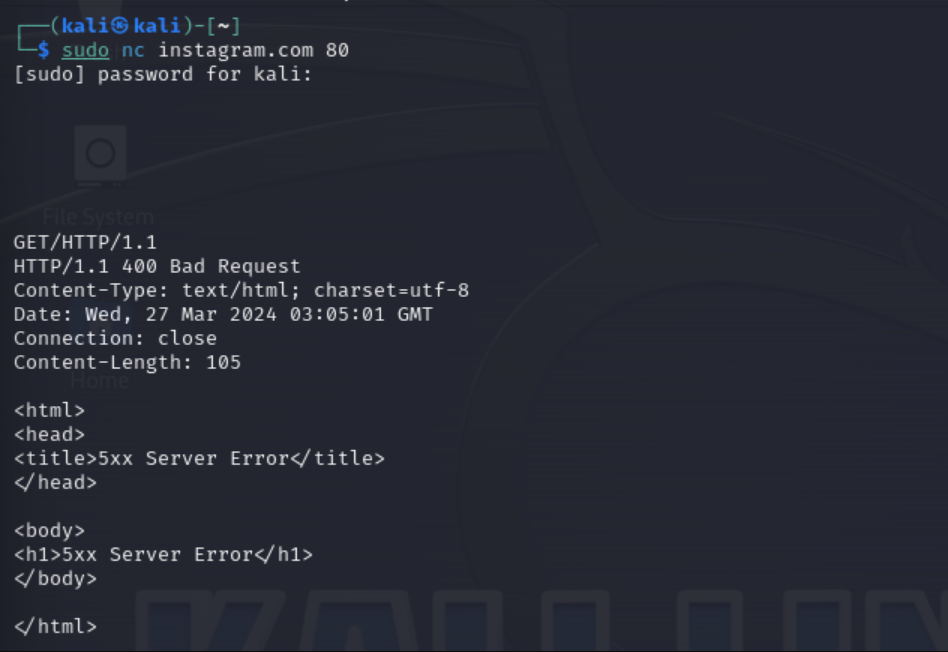 ┌──(kali㉿kali)-[~]
└─$ sudo nc instagram.com 80
[sudo] password for kali:
File System
GET/HTTP/1.1
HTTP/1.1 400 Bad Request
Content-Type: text/html; charset=utf-8
Date: Wed, 27 Mar 2024 03:05:01 GMT
Connection: close
Content-Length: 105
Home
<html>
<head>
<title>5xx Server Error</title>
</head>
<body>
<h1>5xx Server Error</h1>
</body>
</html>